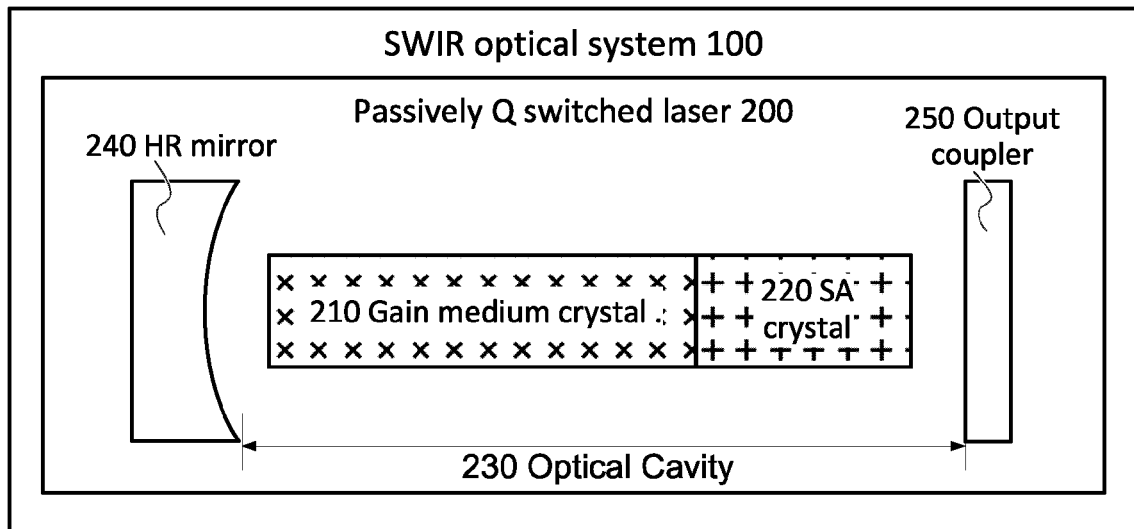 SWIR optical system 100
Passively Q switched laser 200
240 HR mirror
250 Output
coupler
210 Gain medium crystal
220 SA
crystal
230 Optical Cavity